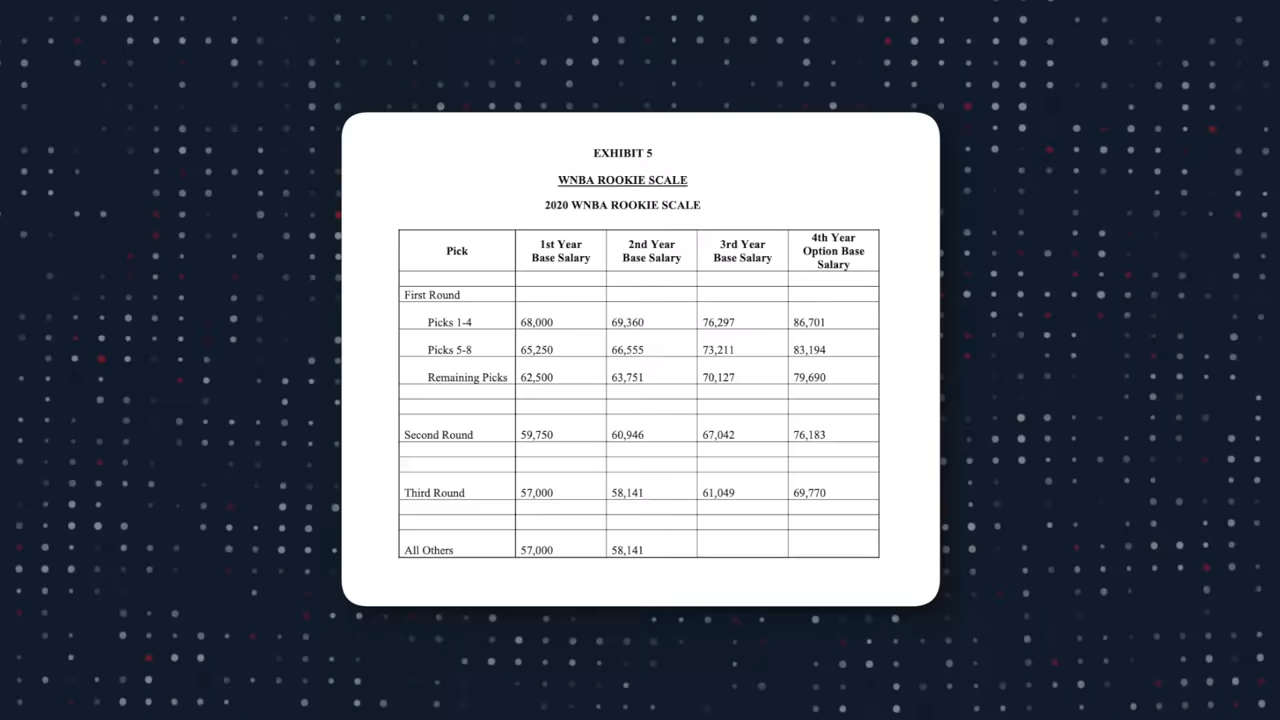 EXHIBIT 5
WNBA ROOKIE SCALE
2020 WNBA ROOKIE SCALE
Pick 1st Year Base Salary 2nd Year Base Salary 3rd Year Base Salary 4th Year Option Base Salary
First Round
Picks 1-4 68,000 69,360 76,297 86,701
Picks 5-8 65,250 66,555 73,211 83,194
Remaining Picks 62,500 63,751 70,127 79,690
Second Round 59,750 60,946 67,042 76,183
Third Round 57,000 58,141 61,049 69,770
All Others 57,000 58,141